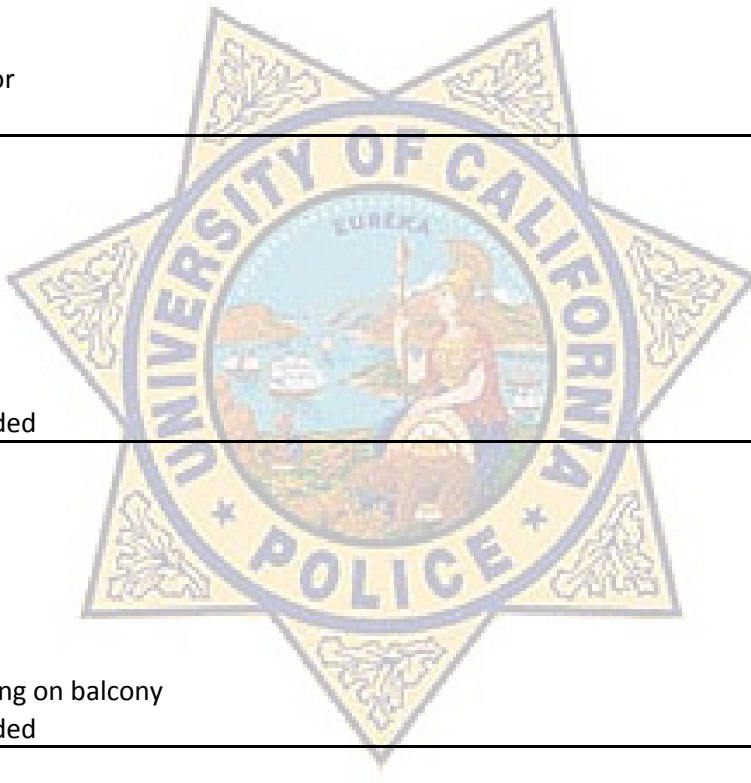 or
UNIVERSITY OF CALIFORNIA
EUREKA
ded
★ POLICE ★
ng on balcony
ded